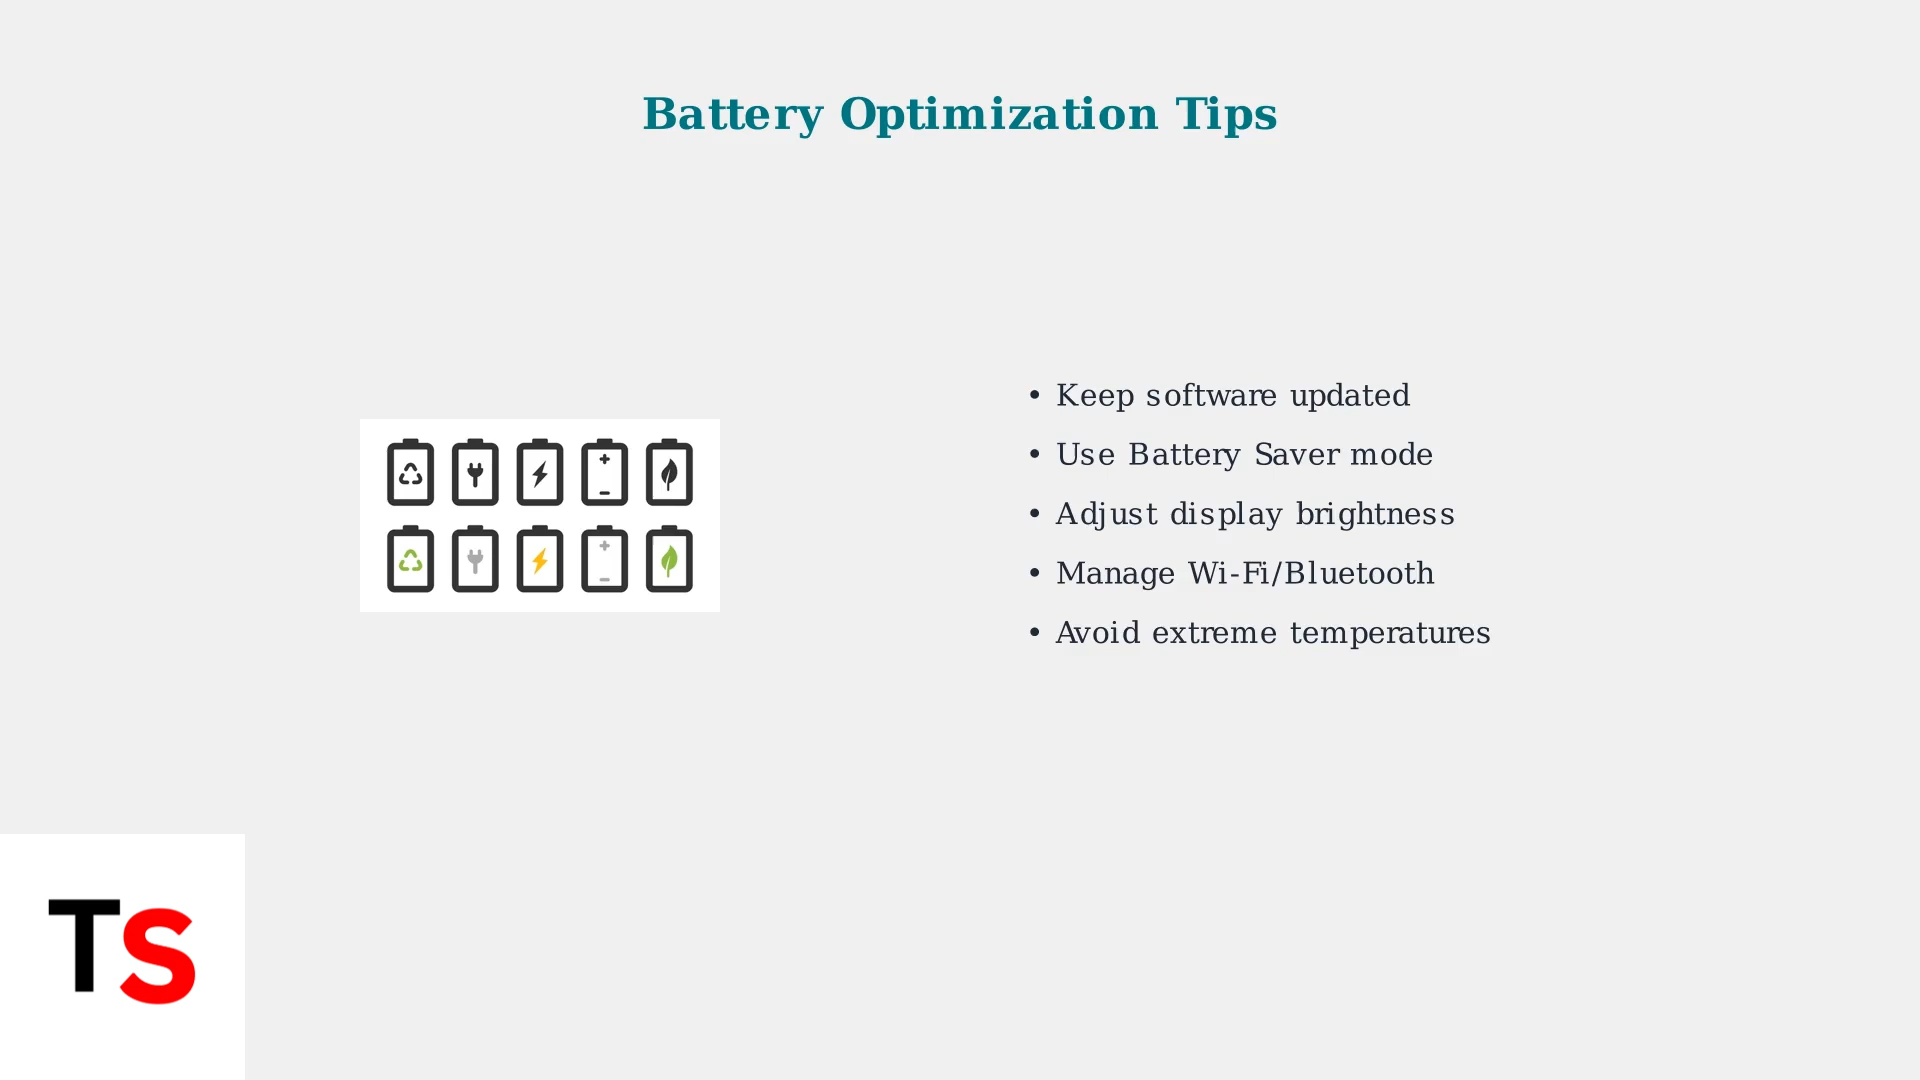 Battery Optimization Tips
• Keep software updated
• Use Battery Saver mode
• Adjust display brightness
• Manage Wi-Fi/Bluetooth
• Avoid extreme temperatures
TS